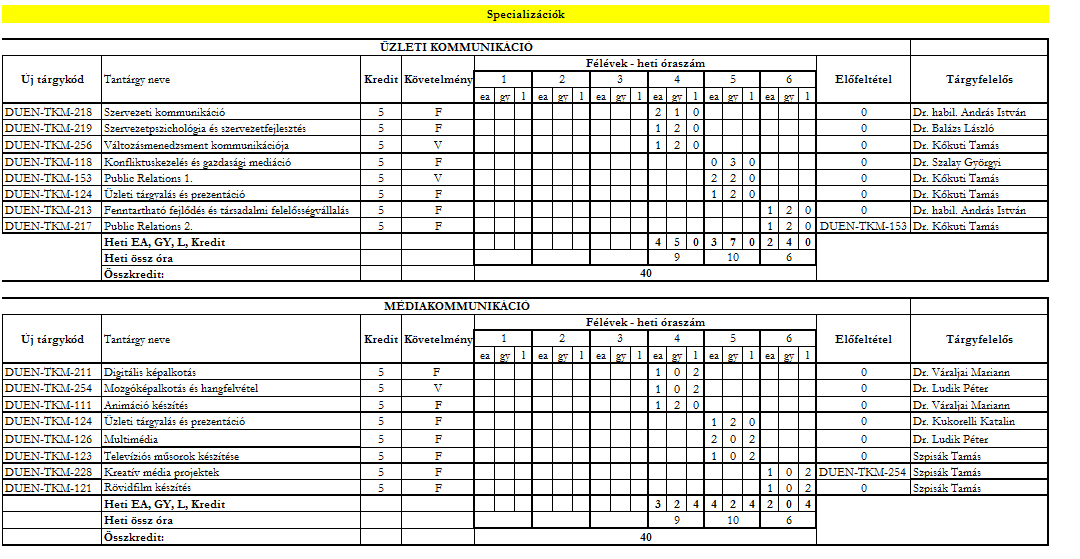 Specializációk
ÜZLETI KOMMUNIKÁCIÓ
Új tárgykód Tantárgy neve Kredit Követelmény Félévek - heti óraszám Előfeltétel Tárgyfelelős
1 2 3 4 5 6
ea gy l ea gy l ea gy l ea gy l ea gy l ea gy l
DUEN-TKM-218 Szervezeti kommunikáció 5 F 2 1 0 0 Dr. habil. András István
DUEN-TKM-219 Szervezetpszichológia és szervezetfejlesztés 5 F 1 2 0 0 Dr. Balázs László
DUEN-TKM-256 Változásmenedzsment kommunikációja 5 V 1 2 0 0 Dr. Kőkuti Tamás
DUEN-TKM-118 Konfliktuskezelés és gazdasági mediáció 5 F 0 3 0 0 Dr. Szalay Györgyi
DUEN-TKM-153 Public Relations 1. 5 V 2 2 0 0 Dr. Kőkuti Tamás
DUEN-TKM-124 Üzleti tárgyalás és prezentáció 5 F 1 2 0 0 Dr. Kőkuti Tamás
DUEN-TKM-213 Fenntartható fejlődés és társadalmi felelősségvállalás 5 F 1 2 0 0 Dr. habil. András István
DUEN-TKM-217 Public Relations 2. 5 F 1 2 0 DUEN-TKM-153 Dr. Kőkuti Tamás
Heti EA, GY, L, Kredit 4 5 0 3 7 0 2 4 0
Heti össz óra 9 10 6
Összkredit: 40
MÉDIAKOMMUNIKÁCIÓ
Új tárgykód Tantárgy neve Kredit Követelmény Félévek - heti óraszám Előfeltétel Tárgyfelelős
1 2 3 4 5 6
ea gy l ea gy l ea gy l ea gy l ea gy l ea gy l
DUEN-TKM-211 Digitális képalkotás 5 F 1 0 2 0 Dr. Váraljai Mariann
DUEN-TKM-254 Mozgóképalkotás és hangfelvétel 5 V 1 0 2 0 Dr. Ludik Péter
DUEN-TKM-111 Animáció készítés 5 F 1 2 0 0 Dr. Váraljai Mariann
DUEN-TKM-124 Üzleti tárgyalás és prezentáció 5 F 1 2 0 0 Dr. Kukorelli Katalin
DUEN-TKM-126 Multimédia 5 F 2 0 2 0 Dr. Ludik Péter
DUEN-TKM-123 Televíziós műsorok készítése 5 F 1 0 2 0 Szpisák Tamás
DUEN-TKM-228 Kreatív média projektek 5 F 1 0 2 DUEN-TKM-254 Szpisák Tamás
DUEN-TKM-121 Rövidfilm készítés 5 F 1 0 2 0 Szpisák Tamás
Heti EA, GY, L, Kredit 3 2 4 4 2 4 2 0 4
Heti össz óra 9 10 6
Összkredit: 40